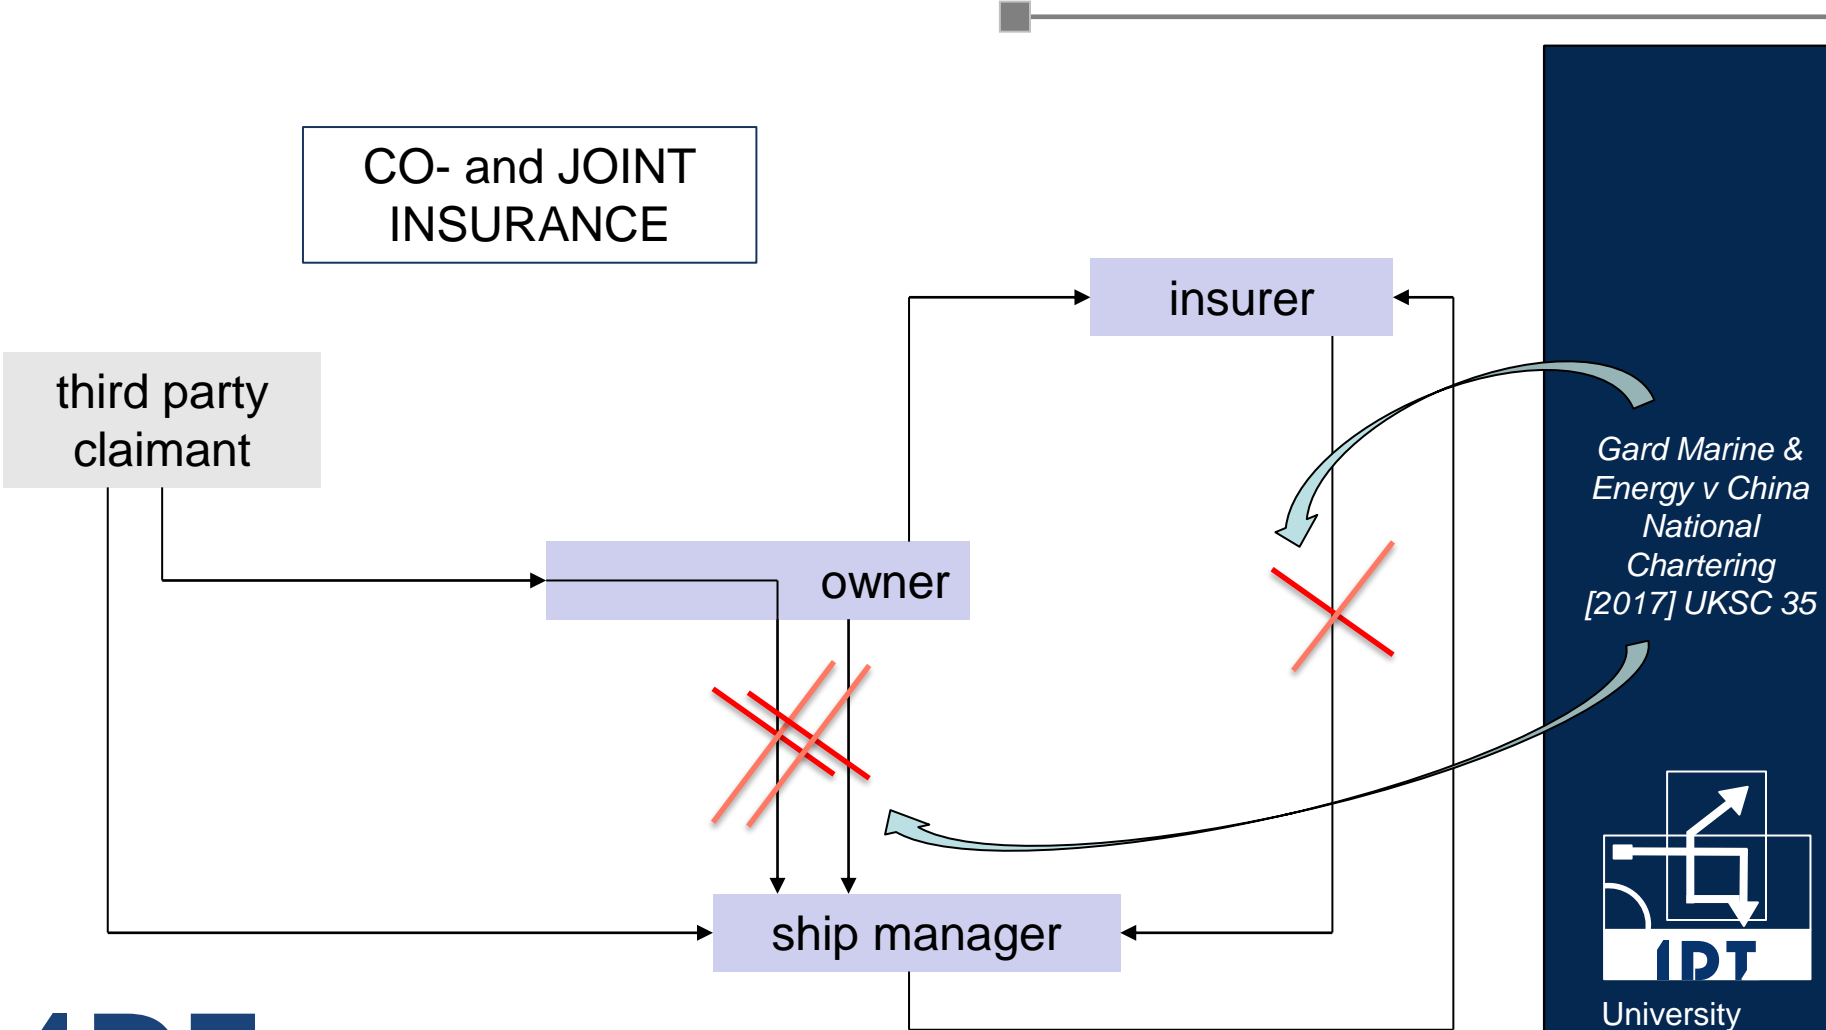 CO- and JOINT
INSURANCE
insurer
third party
claimant
owner
ship manager
Gard Marine &
Energy v China
National
Chartering
[2017] UKSC 35
University